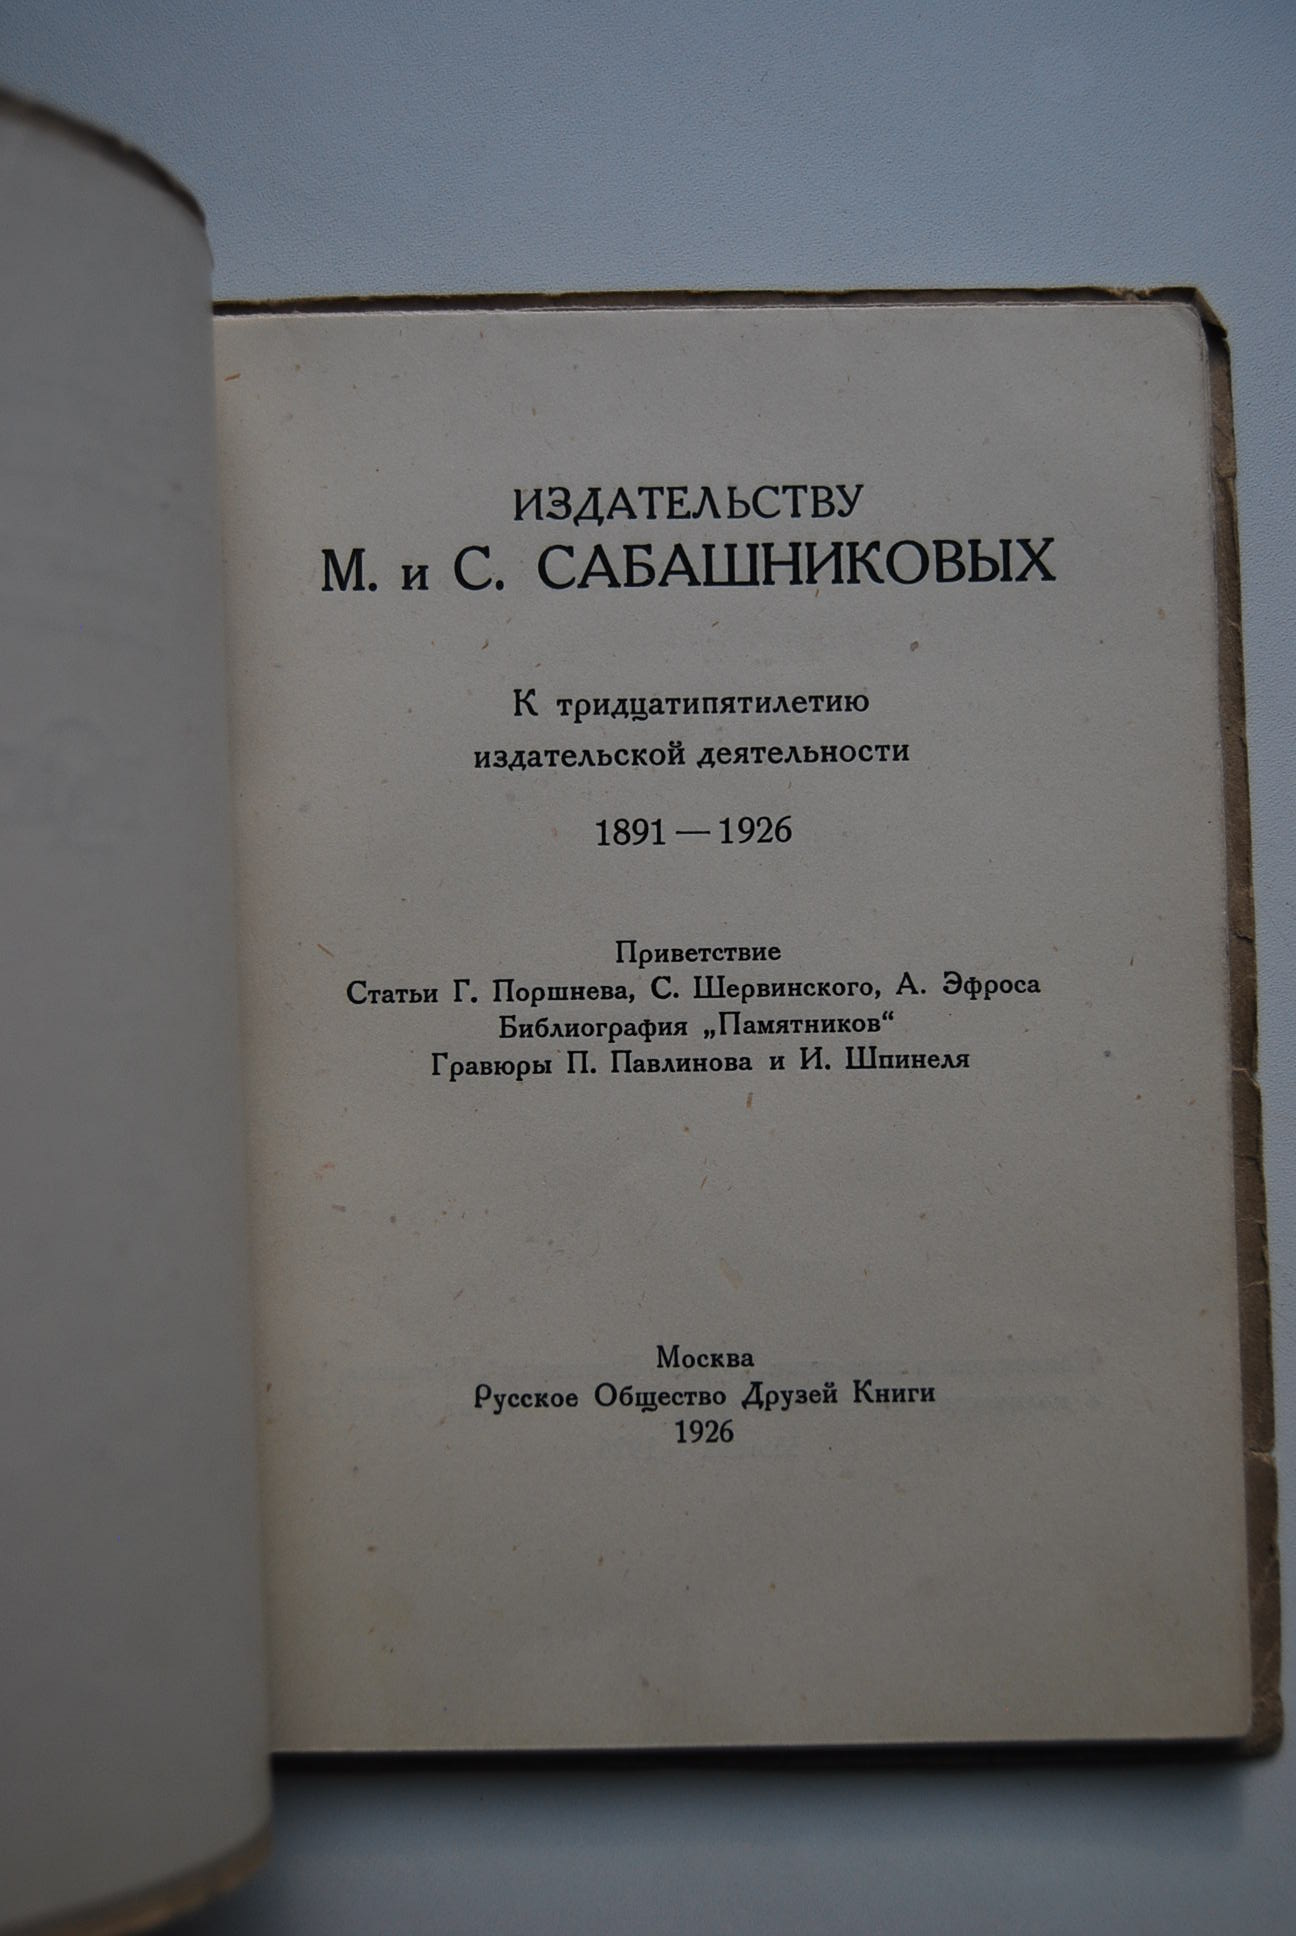 ИЗДАТЕЛЬСТВУ
М. и С. САБАШНИКОВЫХ
К тридцатипятилетию
издательской деятельности
1891 — 1926
Приветствие
Статьи Г. Поршнева, С. Шервинского, А. Эфроса
Библиография „Памятников“
Гравюры П. Павлинова и И. Шпинеля
Москва
Русское Общество Друзей Книги
1926